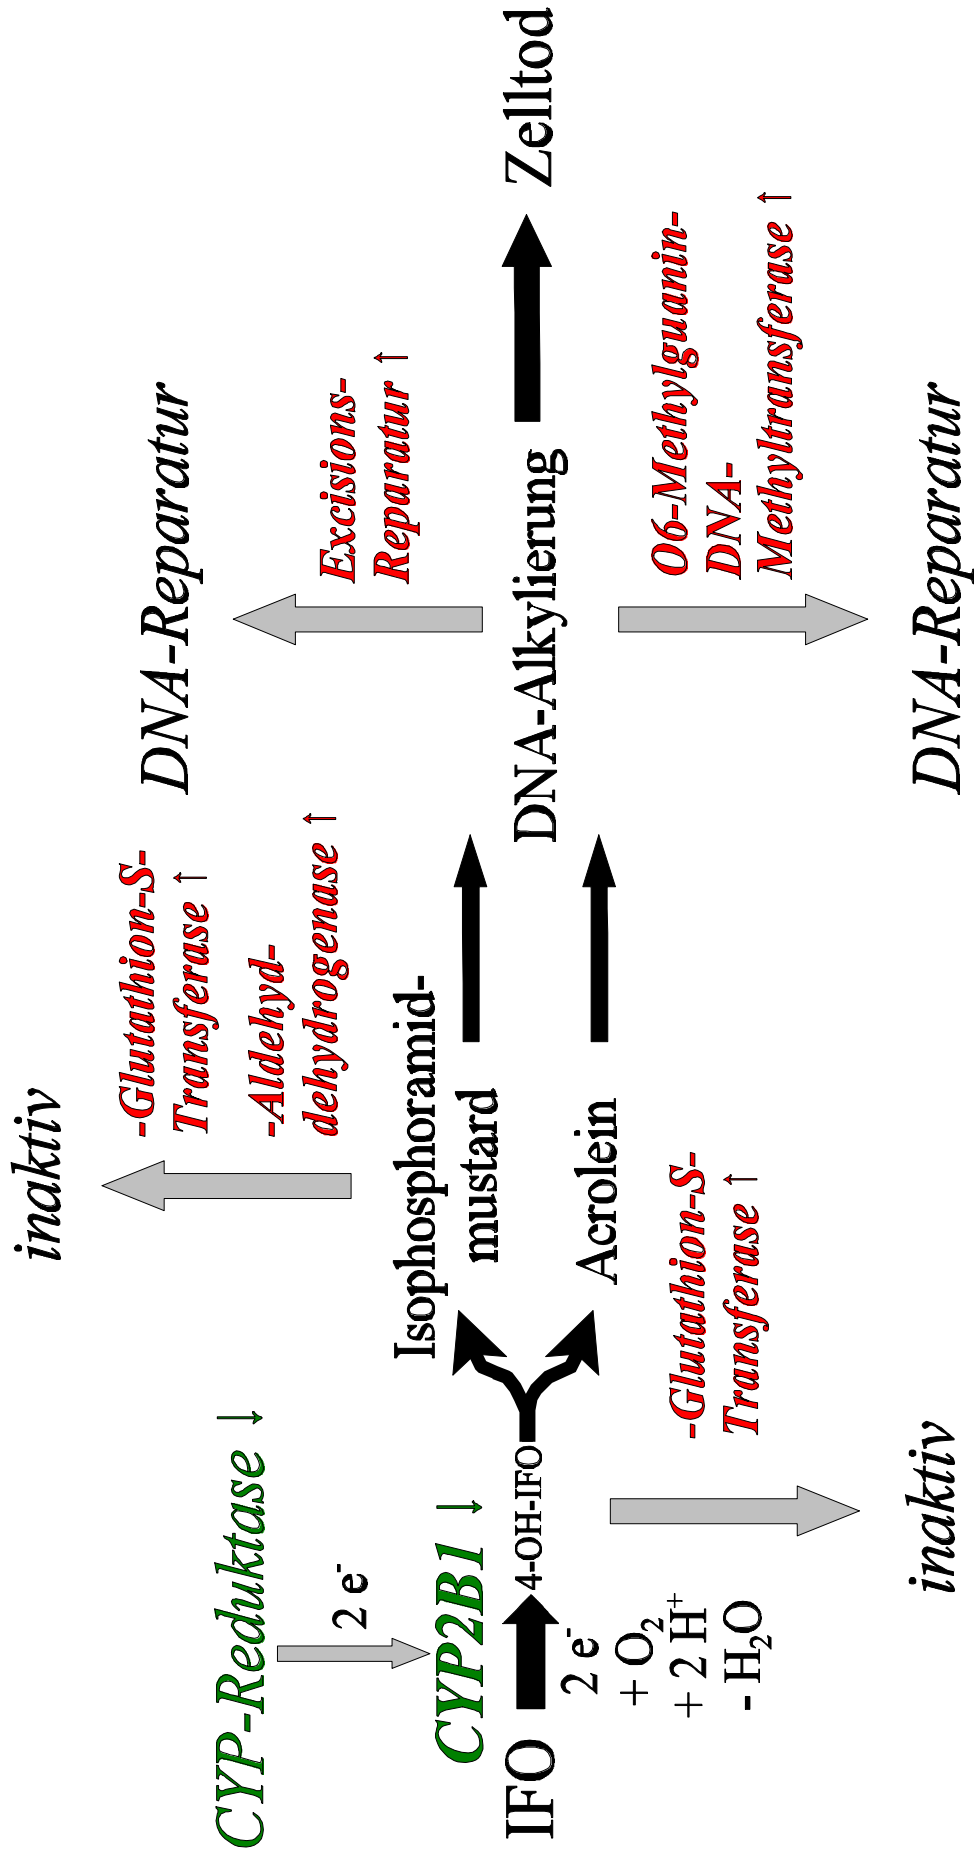 CYP-Reduktase ↓
2 e-
CYP2B1 ↓
IFO
4-OH-IFO
2 e-
+ O2
+ 2 H+
- H2O
inaktiv
-Glutathion-S-
Transferase ↑
-Aldehyd-
dehydrogenase ↑
Isophosphoramid-
mustard
Acrolein
-Glutathion-S-
Transferase ↑
inaktiv
DNA-Reparatur
Excisions-
Reparatur ↑
DNA-Alkylierung
Zelltod
O6-Methylguanin-
DNA-
Methyltransferase ↑
DNA-Reparatur